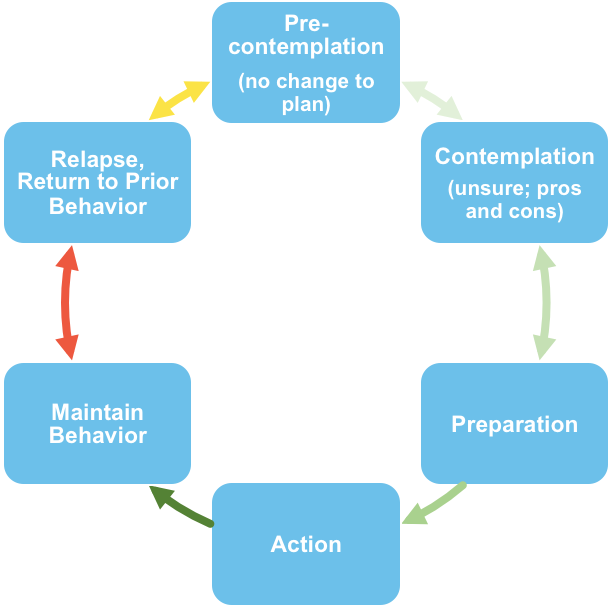 Pre-
contemplation
(no change to
plan)
Contemplation
(unsure; pros
and cons)
Preparation
Action
Maintain
Behavior
Relapse,
Return to Prior
Behavior